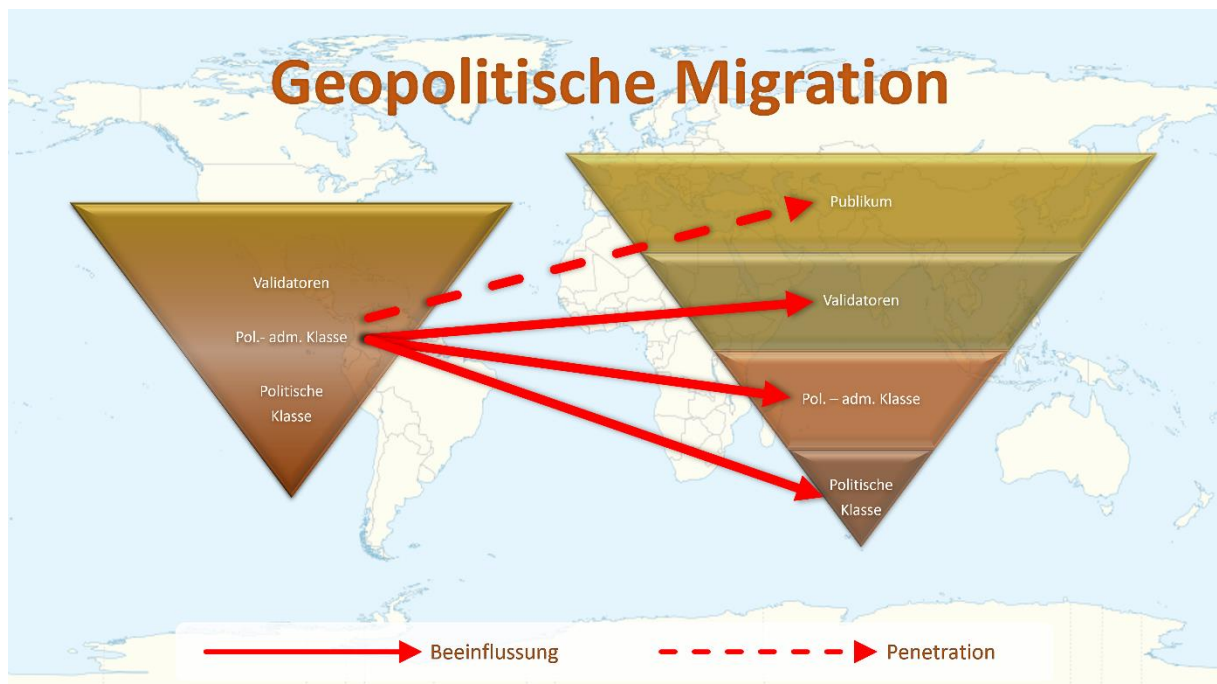 Geopolitische Migration
Validatoren
Pol.- adm. Klasse
Politische
Klasse
Publikum
Validatoren
Pol. – adm. Klasse
Politische
Klasse
Beeinflussung
Penetration